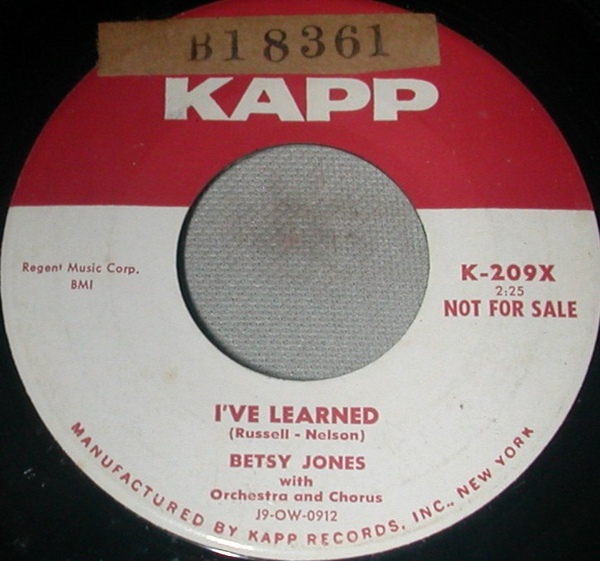 B18361
KAPP
Regent Music Corp.
BMI
K-209X
2:25
NOT FOR SALE
I'VE LEARNED
(Russell - Nelson)
BETSY JONES
with
Orchestra and Chorus
J9-OW-0912
MANUFACTURED BY KAPP RECORDS, INC., NEW YORK